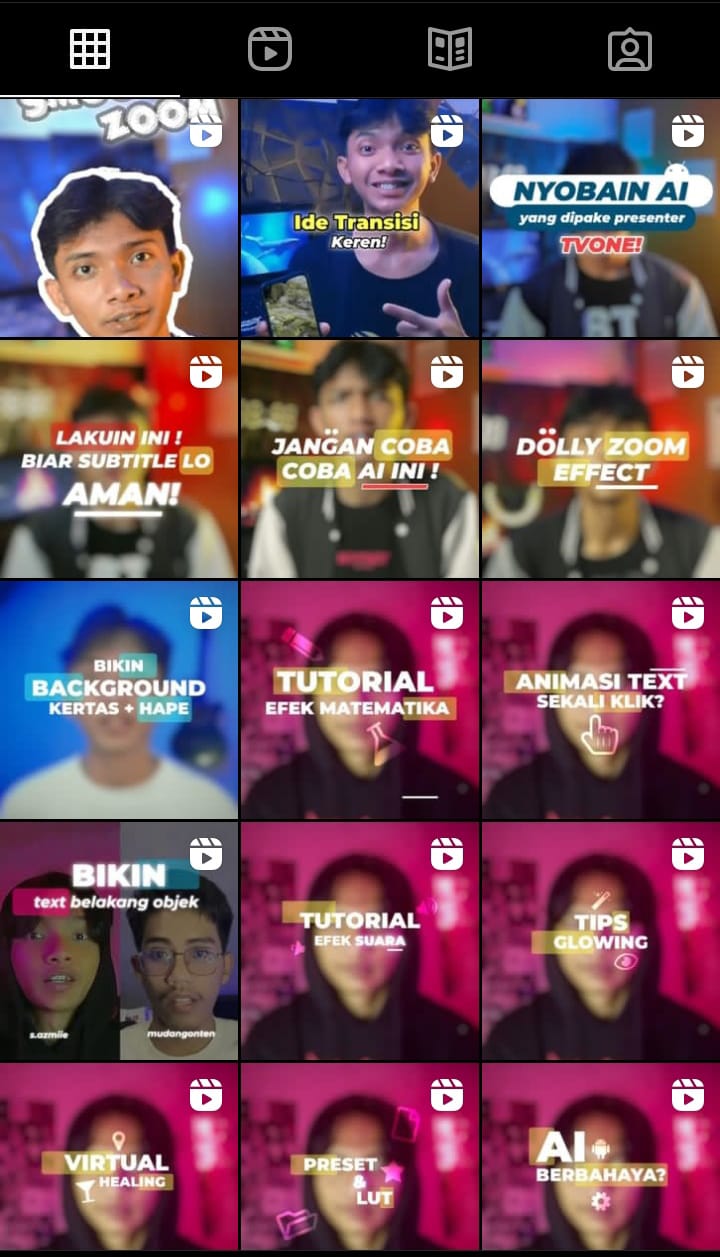 ZOOM
Ide Transisi
Keren!
NYOBAIN AI
yang dipake presenter
TVONE!
LAKUIN INI !
BIAR SUBTITLE LO
AMAN!
JANGAN COBA
COBA AI INI !
DOLLY ZOOM
EFFECT
BIKIN
BACKGROUND
KERTAS + HAPE
TUTORIAL
EFEK MATEMATIKA
ANIMASI TEXT
SEKALI KLIK?
BIKIN
text belakang objek
s.azmiie
mudangonten
TUTORIAL
EFEK SUARA
TIPS
GLOWING
VIRTUAL
HEALING
PRESET
&
LUT
AI
BERBAHAYA?